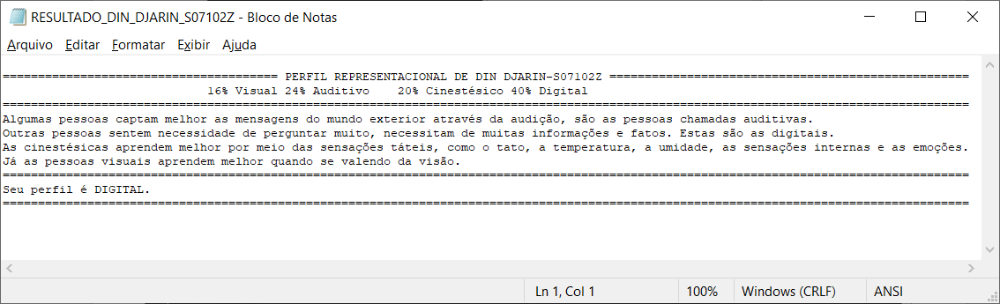 RESULTADO_DIN_DJARIN_S07102Z - Bloco de Notas
Arquivo Editar Formatar Exibir Ajuda
======================================= PERFIL REPRESENTACIONAL DE DIN DJARIN-S07102Z ===================================================
16% Visual 24% Auditivo    20% Cinestésico 40% Digital
=========================================================================================================================================
Algumas pessoas captam melhor as mensagens do mundo exterior através da audição, são as pessoas chamadas auditivas.
Outras pessoas sentem necessidade de perguntar muito, necessitam de muitas informações e fatos. Estas são as digitais.
As cinestésicas aprendem melhor por meio das sensações táteis, como o tato, a temperatura, a umidade, as sensações internas e as emoções.
Já as pessoas visuais aprendem melhor quando se valendo da visão.
=========================================================================================================================================
Seu perfil é DIGITAL.
=========================================================================================================================================
Ln 1, Col 1 100% Windows (CRLF) ANSI